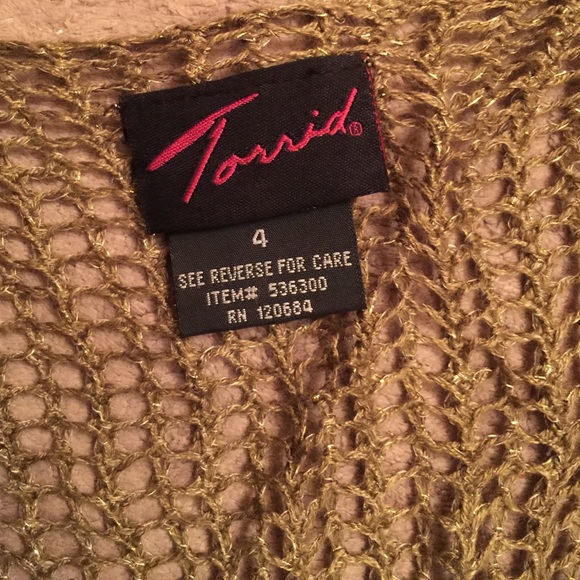 Torrid®
4
SEE REVERSE FOR CARE
ITEM# 536300
RN 120684